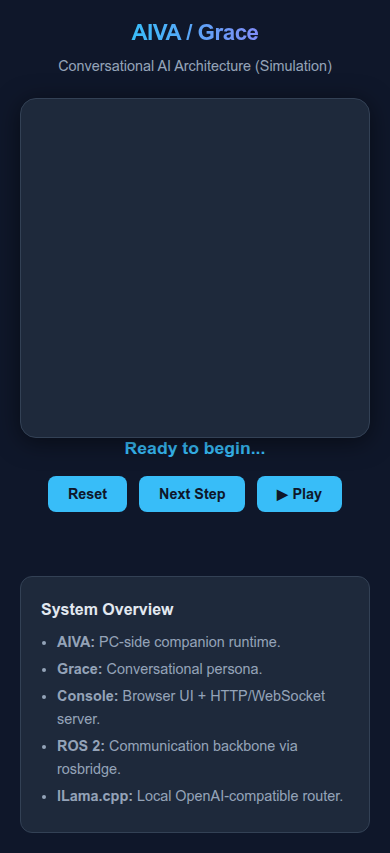 AIVA / Grace
Conversational AI Architecture (Simulation)
Ready to begin...
Reset
Next Step
▶ Play
System Overview
• AIVA: PC-side companion runtime.
• Grace: Conversational persona.
• Console: Browser UI + HTTP/WebSocket
server.
• ROS 2: Communication backbone via
rosbridge.
• lLama.cpp: Local OpenAI-compatible router.